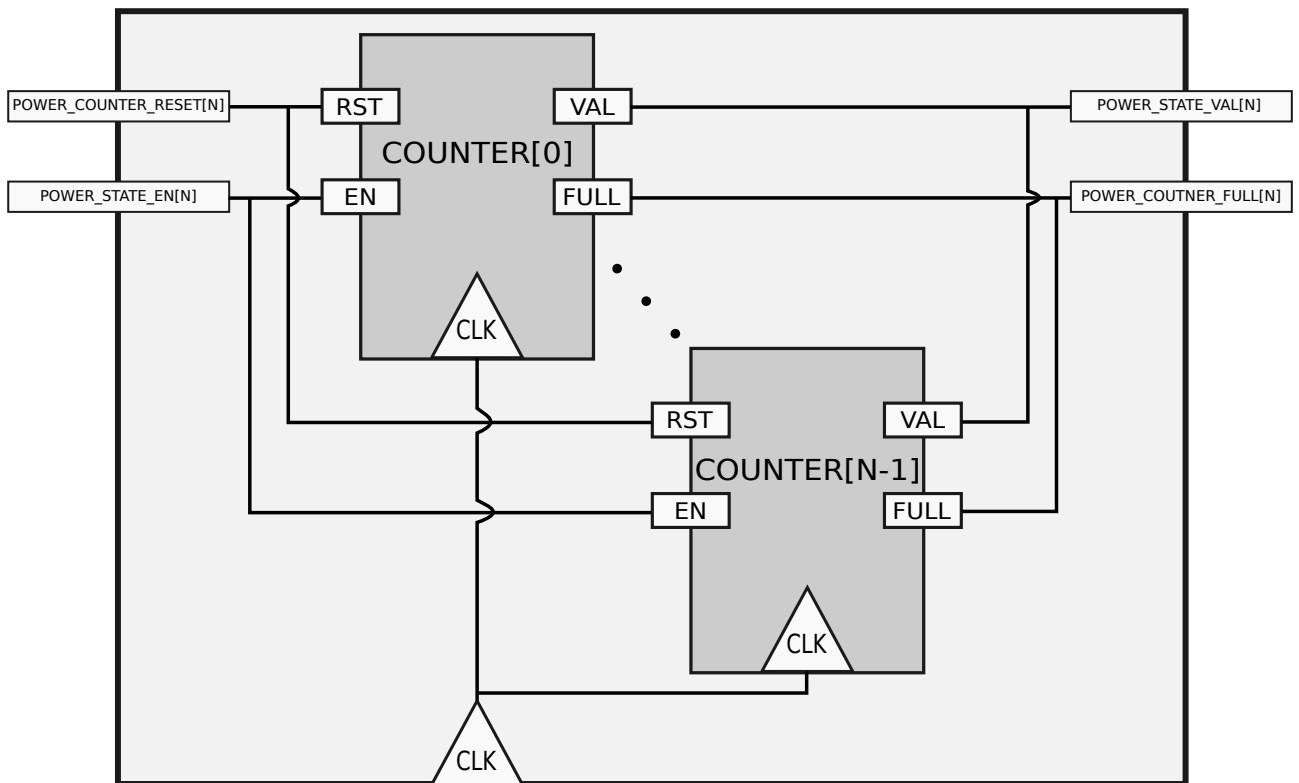 POWER_COUNTER_RESET[N]
RST
VAL
POWER_STATE_VAL[N]
COUNTER[0]
POWER_STATE_EN[N]
EN
FULL
POWER_COUTNER_FULL[N]
CLK
RST
VAL
COUNTER[N-1]
EN
FULL
CLK
CLK